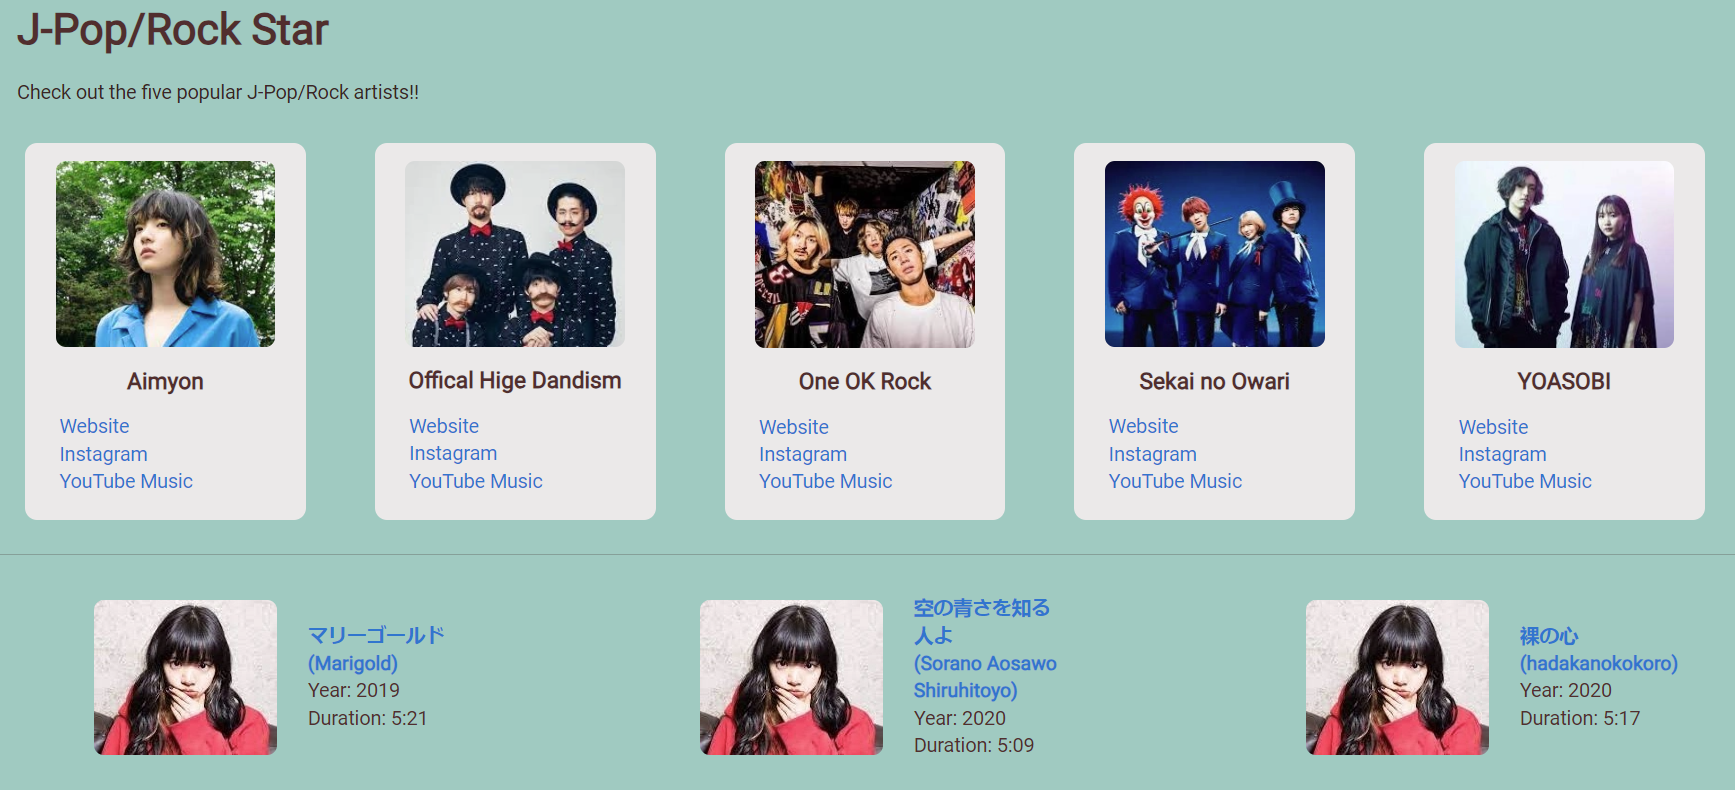 J-Pop/Rock Star
Check out the five popular J-Pop/Rock artists!!
Aimyon
Website
Instagram
YouTube Music
Offical Hige Dandism
Website
Instagram
YouTube Music
One OK Rock
Website
Instagram
YouTube Music
Sekai no Owari
Website
Instagram
YouTube Music
YOASOBI
Website
Instagram
YouTube Music
マリーゴールド
(Marigold)
Year: 2019
Duration: 5:21
空の青さを知る
人よ
(Sorano Aosawo
Shiruhitoyo)
Year: 2020
Duration: 5:09
裸の心
(hadakanokokoro)
Year: 2020
Duration: 5:17